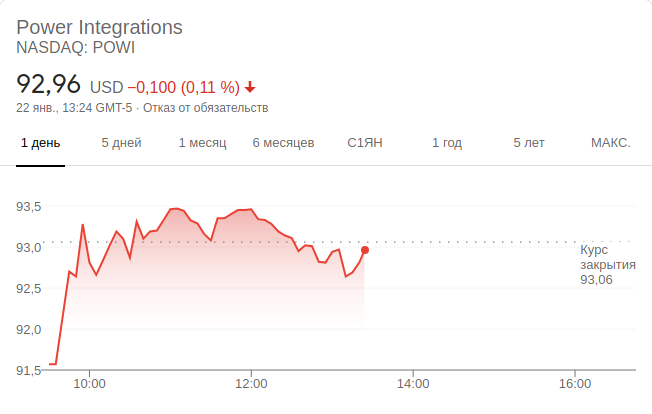 Power Integrations
NASDAQ: POWI
92,96 USD −0,100 (0,11 %)
22 янв., 13:24 GMT-5 · Отказ от обязательств
1 день 5 дней 1 месяц 6 месяцев С1ЯН 1 год 5 лет МАКС.
93,5
93,0
92,5
92,0
91,5
Курс
закрытия
93,06
10:00 12:00 14:00 16:00